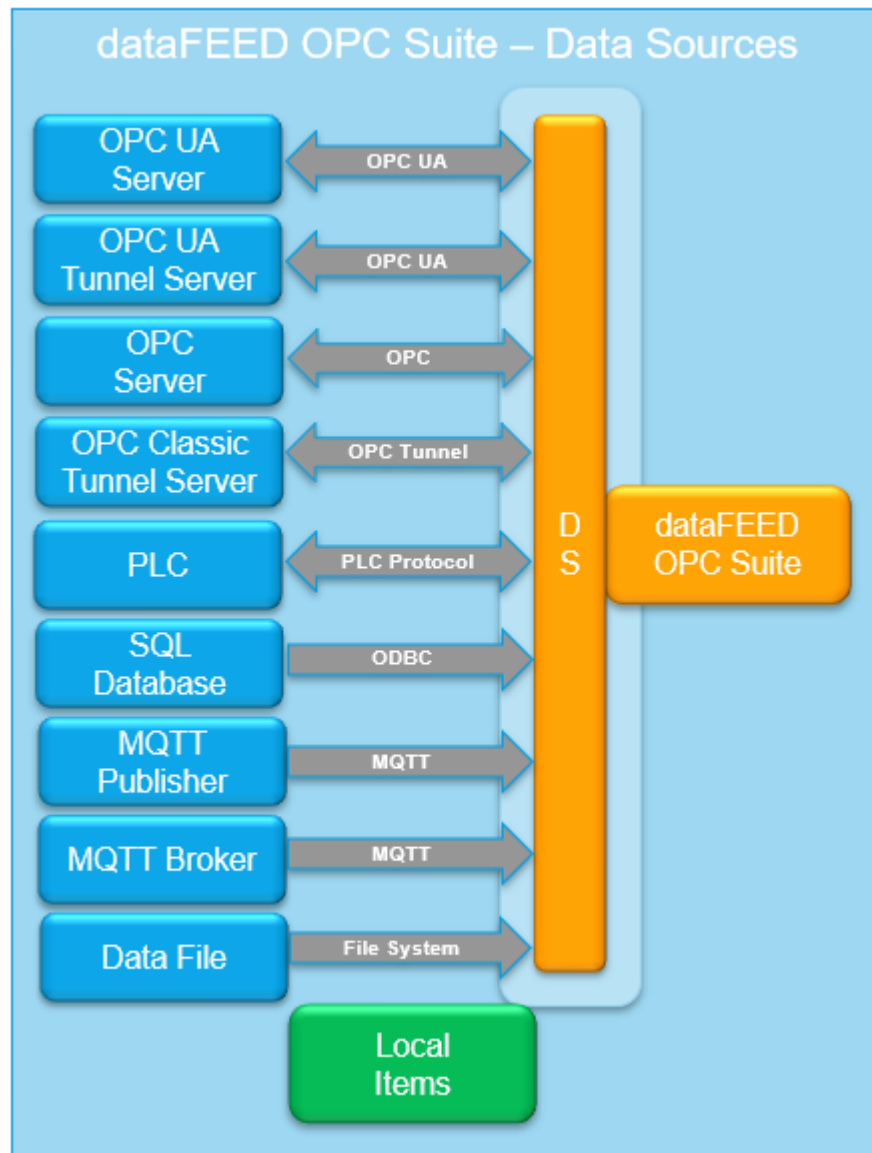 dataFEED OPC Suite – Data Sources
OPC UA
Server
OPC UA
OPC UA
Tunnel Server
OPC UA
OPC
Server
OPC
OPC Classic
Tunnel Server
OPC Tunnel
PLC
PLC Protocol
SQL
Database
ODBC
MQTT
Publisher
MQTT
MQTT Broker
MQTT
Data File
File System
Local
Items
D
S
dataFEED
OPC Suite